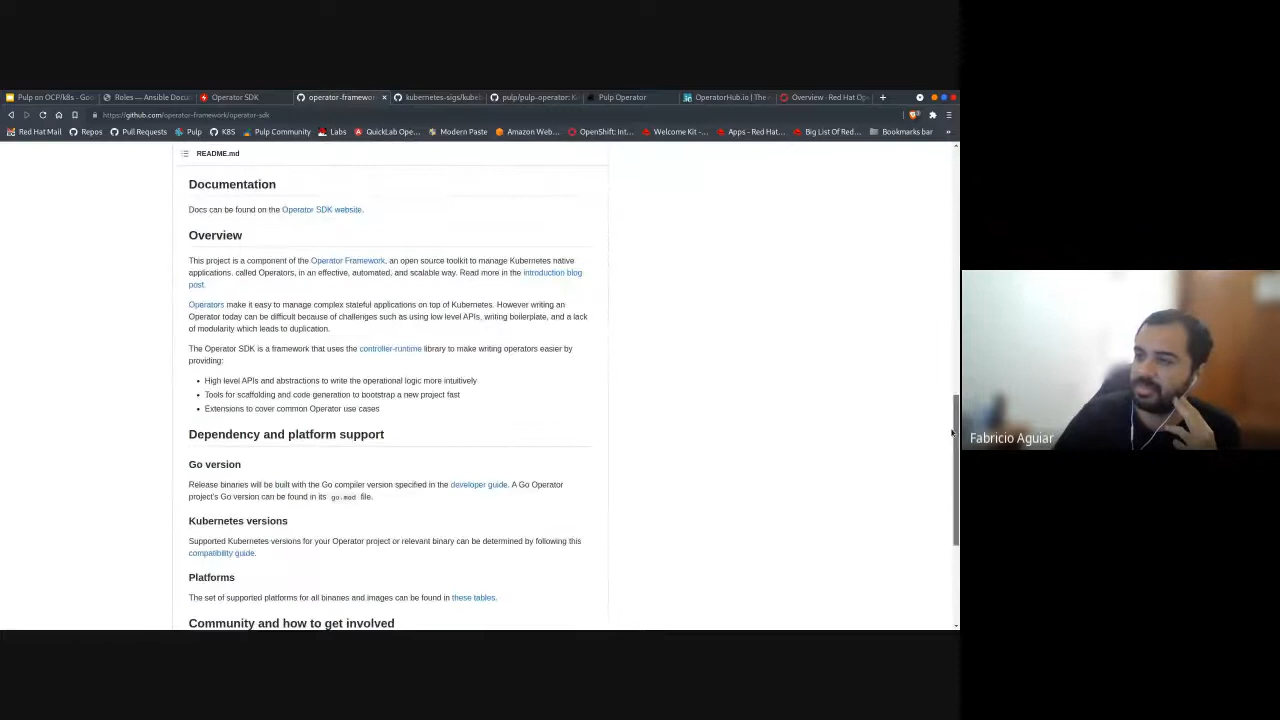 Pulp on OCP/k8s - Goo
Roles — Ansible Docu
Operator SDK
operator-framewor
kubernetes-sigs/kubeb
pulp/pulp-operator: K
Pulp Operator
OperatorHub.io | The
Overview · Red Hat Op
https://github.com/operator-framework/operator-sdk
Red Hat Mail
Repos
Pull Requests
Pulp
K8S
Pulp Community
Labs
QuickLab Ope...
Modern Paste
Amazon Web...
OpenShift: Int...
Welcome Kit -...
Apps - Red Hat...
Big List Of Red...
Bookmarks bar
README.md
Documentation
Docs can be found on the Operator SDK website.
Overview
This project is a component of the Operator Framework, an open source toolkit to manage Kubernetes native
applications, called Operators, in an effective, automated, and scalable way. Read more in the introduction blog
post.
Operators make it easy to manage complex stateful applications on top of Kubernetes. However writing an
Operator today can be difficult because of challenges such as using low level APIs, writing boilerplate, and a lack
of modularity which leads to duplication.
The Operator SDK is a framework that uses the controller-runtime library to make writing operators easier by
providing:
• High level APIs and abstractions to write the operational logic more intuitively
• Tools for scaffolding and code generation to bootstrap a new project fast
• Extensions to cover common Operator use cases
Dependency and platform support
Go version
Release binaries will be built with the Go compiler version specified in the developer guide. A Go Operator
project's Go version can be found in its go.mod file.
Kubernetes versions
Supported Kubernetes versions for your Operator project or relevant binary can be determined by following this
compatibility guide.
Platforms
The set of supported platforms for all binaries and images can be found in these tables.
Community and how to get involved
Fabricio Aguiar